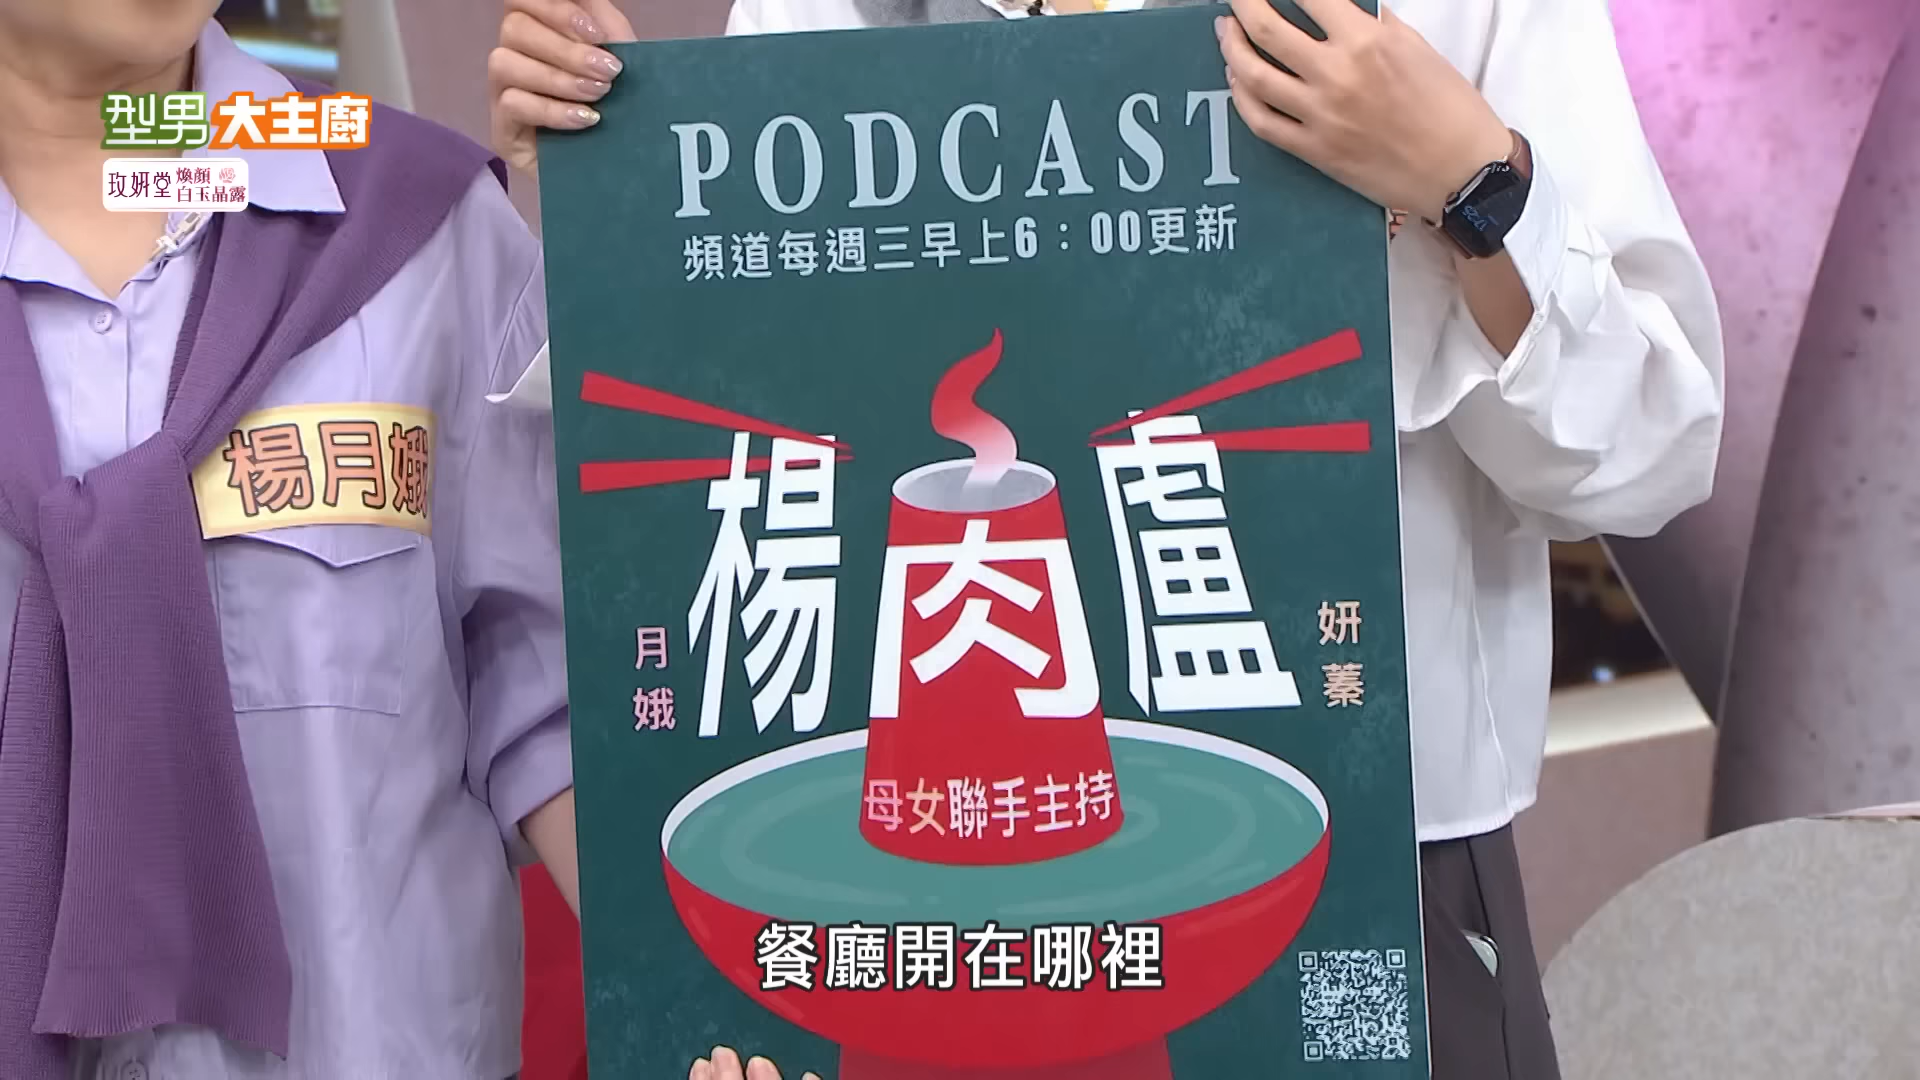 型男大主廚
玫妍堂 煥顏
白玉晶露
PODCAST
頻道每週三早上6：00更新
楊月娥
楊肉盧
月娥
妍蓁
母女聯手主持
餐廳開在哪裡